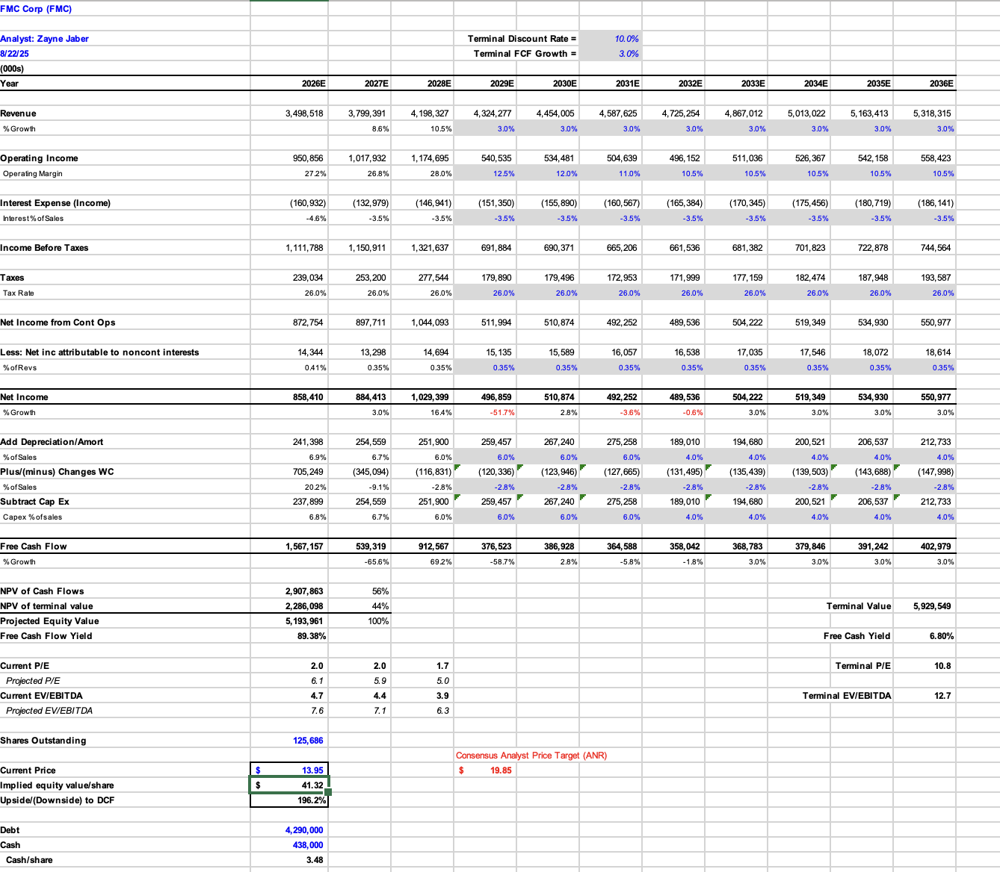 FMC Corp (FMC)
Analyst: Zayne Jaber Terminal Discount Rate = 10.0%
8/22/25 Terminal FCF Growth = 3.0%
(000s)
Year 2026E 2027E 2028E 2029E 2030E 2031E 2032E 2033E 2034E 2035E 2036E
Revenue 3,498,518 3,799,391 4,198,327 4,324,277 4,454,005 4,587,625 4,725,254 4,867,012 5,013,022 5,163,413 5,318,315
% Growth 8.6% 10.5% 3.0% 3.0% 3.0% 3.0% 3.0% 3.0% 3.0% 3.0%
Operating Income 950,856 1,017,932 1,174,695 540,535 534,481 504,639 496,152 511,036 526,367 542,158 558,423
Operating Margin 27.2% 26.8% 28.0% 12.5% 12.0% 11.0% 10.5% 10.5% 10.5% 10.5% 10.5%
Interest Expense (Income) (160,932) (132,979) (146,941) (151,350) (155,890) (160,567) (165,384) (170,345) (175,456) (180,719) (186,141)
Interest % of Sales -4.6% -3.5% -3.5% -3.5% -3.5% -3.5% -3.5% -3.5% -3.5% -3.5% -3.5%
Income Before Taxes 1,111,788 1,150,911 1,321,637 691,884 690,371 665,206 661,536 681,382 701,823 722,878 744,564
Taxes 239,034 253,200 277,544 179,890 179,496 172,953 171,999 177,159 182,474 187,948 193,587
Tax Rate 26.0% 26.0% 26.0% 26.0% 26.0% 26.0% 26.0% 26.0% 26.0% 26.0% 26.0%
Net Income from Cont Ops 872,754 897,711 1,044,093 511,994 510,874 492,252 489,536 504,222 519,349 534,930 550,977
Less: Net inc attributable to noncont interests 14,344 13,298 14,694 15,135 15,589 16,057 16,538 17,035 17,546 18,072 18,614
% of Revs 0.41% 0.35% 0.35% 0.35% 0.35% 0.35% 0.35% 0.35% 0.35% 0.35% 0.35%
Net Income 858,410 884,413 1,029,399 496,859 510,874 492,252 489,536 504,222 519,349 534,930 550,977
% Growth 3.0% 16.4% -51.7% 2.8% -3.6% -0.6% 3.0% 3.0% 3.0% 3.0%
Add Depreciation/Amort 241,398 254,559 251,900 259,457 267,240 275,258 189,010 194,680 200,521 206,537 212,733
% of Sales 6.9% 6.7% 6.0% 6.0% 6.0% 6.0% 4.0% 4.0% 4.0% 4.0% 4.0%
Plus/(minus) Changes WC 705,249 (345,094) (116,831) (120,336) (123,946) (127,665) (131,495) (135,439) (139,503) (143,688) (147,998)
% of Sales 20.2% -9.1% -2.8% -2.8% -2.8% -2.8% -2.8% -2.8% -2.8% -2.8% -2.8%
Subtract Cap Ex 237,899 254,559 251,900 259,457 267,240 275,258 189,010 194,680 200,521 206,537 212,733
Capex % of sales 6.8% 6.7% 6.0% 6.0% 6.0% 6.0% 4.0% 4.0% 4.0% 4.0% 4.0%
Free Cash Flow 1,567,157 539,319 912,567 376,523 386,928 364,588 358,042 368,783 379,846 391,242 402,979
% Growth -65.6% 69.2% -58.7% 2.8% -5.8% -1.8% 3.0% 3.0% 3.0% 3.0%
NPV of Cash Flows 2,907,863 56%
NPV of terminal value 2,286,098 44% Terminal Value 5,929,549
Projected Equity Value 5,193,961 100%
Free Cash Flow Yield 89.38% Free Cash Yield 6.80%
Current P/E 2.0 2.0 1.7 Terminal P/E 10.8
Projected P/E 6.1 5.9 5.0
Current EV/EBITDA 4.7 4.4 3.9 Terminal EV/EBITDA 12.7
Projected EV/EBITDA 7.6 7.1 6.3
Shares Outstanding 125,686
Consensus Analyst Price Target (ANR)
Current Price $ 13.95 $ 19.85
Implied equity value/share $ 41.32
Upside/(Downside) to DCF 196.2%
Debt 4,290,000
Cash 438,000
Cash/share 3.48